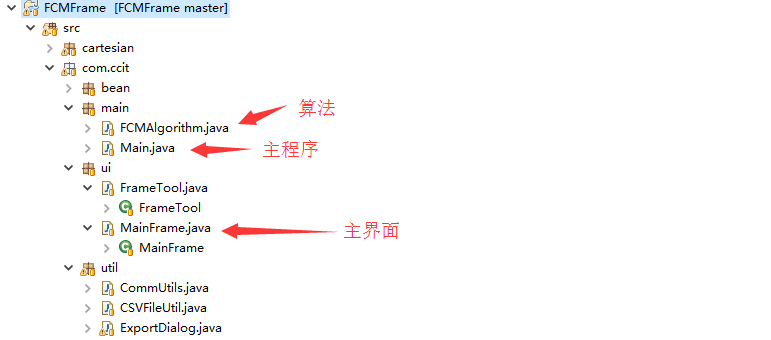 FCMFrame [FCMFrame master]
src
cartesian
com.ccit
bean
main
算法
FCMAlgorithm.java
Main.java
主程序
ui
FrameTool.java
FrameTool
MainFrame.java
主界面
MainFrame
util
CommUtils.java
CSVFileUtil.java
ExportDialog.java